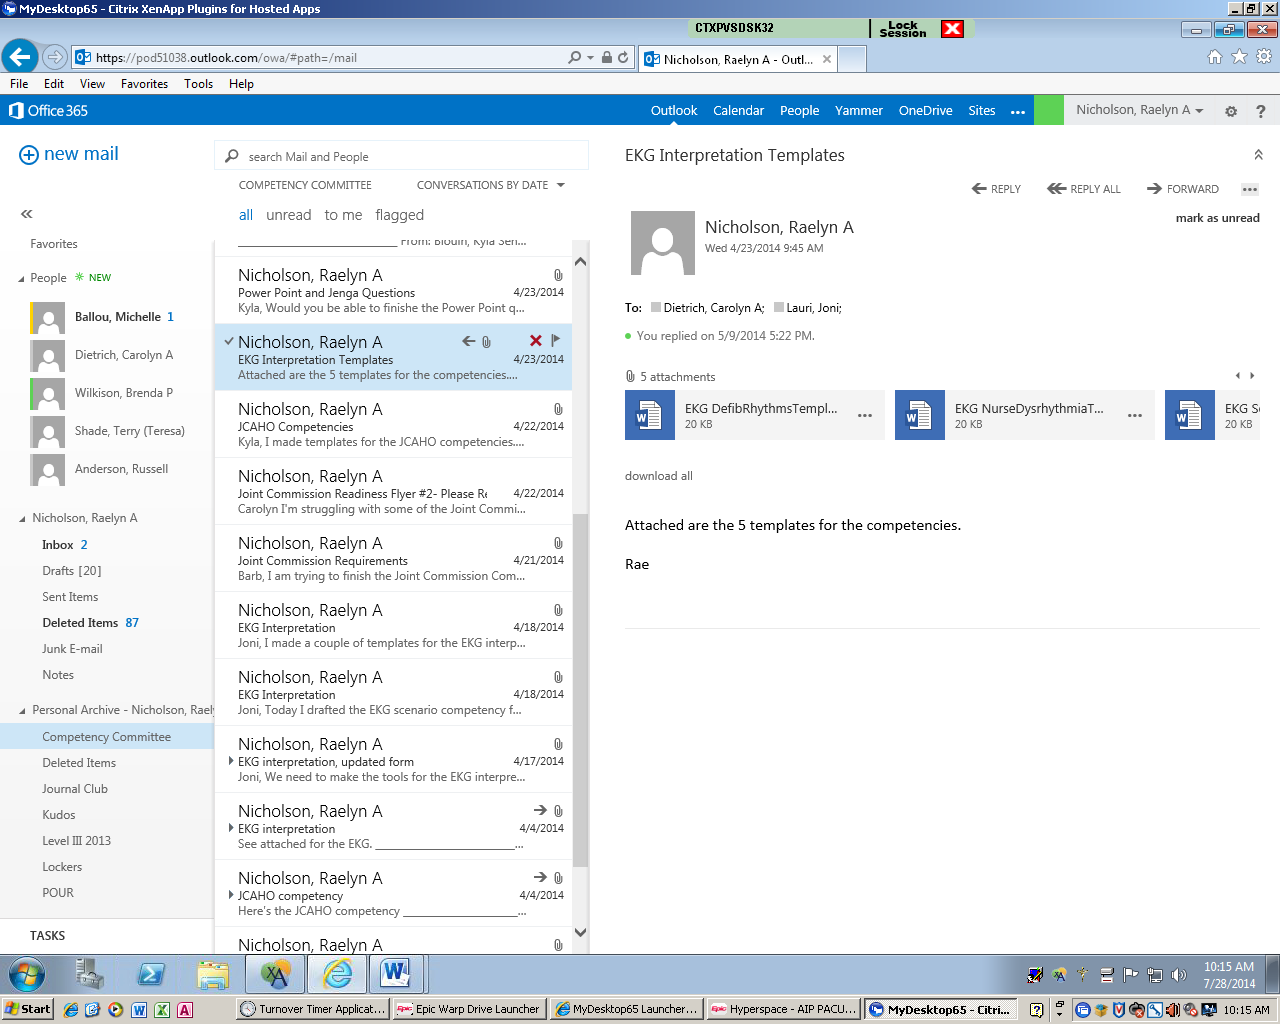 MyDesktop65 - Citrix XenApp Plugins for Hosted Apps
CTXPVSDSK32
Lock Session
https://pod51038.outlook.com/owa/#path=/mail
Nicholson, Raelyn A - Outl...
File Edit View Favorites Tools Help
Office 365
Outlook Calendar People Yammer OneDrive Sites ...
Nicholson, Raelyn A
?
new mail
search Mail and People
COMPETENCY COMMITTEE
CONVERSATIONS BY DATE
all unread to me flagged
Favorites
People NEW
Ballou, Michelle 1
Dietrich, Carolyn A
Wilkison, Brenda P
Shade, Terry (Teresa)
Anderson, Russell
Nicholson, Raelyn A
Inbox 2
Drafts [20]
Sent Items
Deleted Items 87
Junk E-mail
Notes
Personal Archive - Nicholson, Rael
Competency Committee
Deleted Items
Journal Club
Kudos
Level III 2013
Lockers
POUR
TASKS
From: Blouin, Kyla Sen...
Nicholson, Raelyn A
Power Point and Jenga Questions 4/23/2014
Kyla, Would you be able to finishe the Power Point q...
Nicholson, Raelyn A
EKG Interpretation Templates 4/23/2014
Attached are the 5 templates for the competencies....
Nicholson, Raelyn A
JCAHO Competencies 4/22/2014
Kyla, I made templates for the JCAHO competencies....
Nicholson, Raelyn A
Joint Commission Readiness Flyer #2- Please Re 4/22/2014
Carolyn I'm struggling with some of the Joint Commi...
Nicholson, Raelyn A
Joint Commission Requirements 4/21/2014
Barb, I am trying to finish the Joint Commission Com...
Nicholson, Raelyn A
EKG Interpretation 4/18/2014
Joni, I made a couple of templates for the EKG interp...
Nicholson, Raelyn A
EKG Interpretation 4/18/2014
Joni, Today I drafted the EKG scenario competency f...
Nicholson, Raelyn A
EKG interpretation, updated form 4/17/2014
Joni, We need to make the tools for the EKG interpre...
Nicholson, Raelyn A
EKG interpretation 4/4/2014
See attached for the EKG. ______________________...
Nicholson, Raelyn A
JCAHO competency 4/4/2014
Here's the JCAHO competency __________________...
Nicholson, Raelyn A
EKG Interpretation Templates
REPLY REPLY ALL FORWARD ...
mark as unread
Nicholson, Raelyn A
Wed 4/23/2014 9:45 AM
To: Dietrich, Carolyn A; Lauri, Joni;
You replied on 5/9/2014 5:22 PM.
5 attachments
EKG DefibRhythmsTempl... ...
20 KB
EKG NurseDysrhythmiaT... ...
20 KB
EKG S
20 KB
download all
Attached are the 5 templates for the competencies.
Rae
10:15 AM
7/28/2014
Start
Turnover Timer Applicat...
Epic Warp Drive Launcher
MyDesktop65 Launcher...
Hyperspace - AIP PACU...
MyDesktop65 - Citri...
10:15 AM